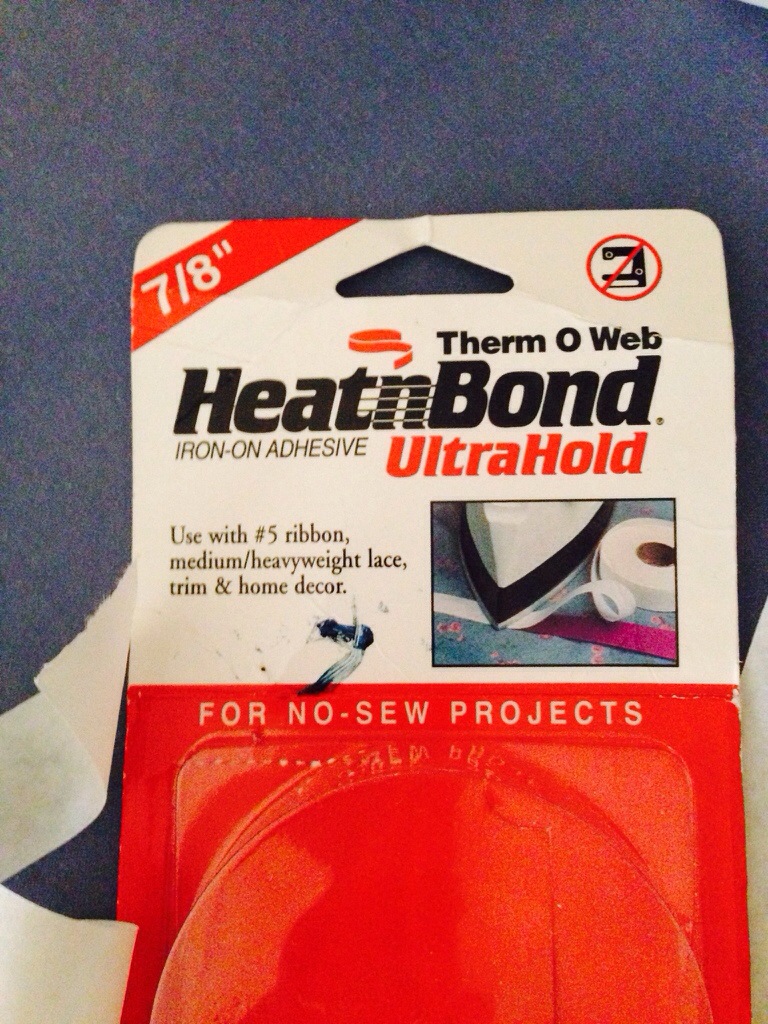 7/8"
Therm O Web
HeatnBond®
IRON-ON ADHESIVE
UltraHold
Use with #5 ribbon,
medium/heavyweight lace,
trim & home decor.
FOR NO-SEW PROJECTS